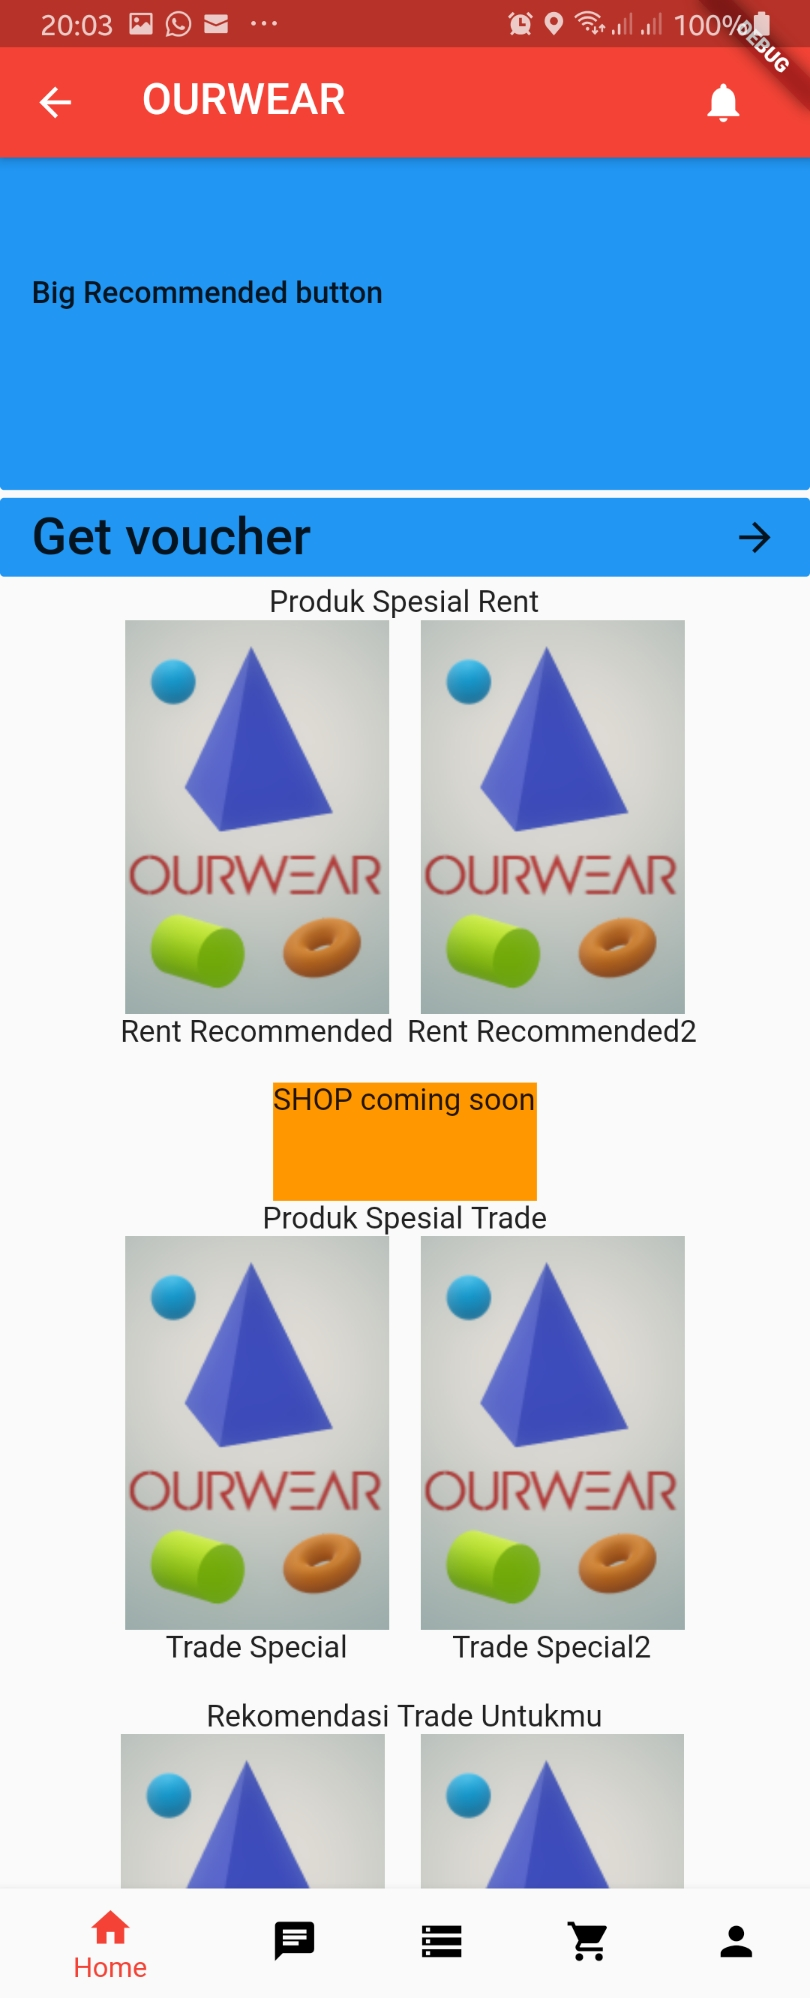 20:03 100%
DEBUG
OURWEAR
Big Recommended button
Get voucher
Produk Spesial Rent
OURWEAR OURWEAR
Rent Recommended Rent Recommended2
SHOP coming soon
Produk Spesial Trade
OURWEAR OURWEAR
Trade Special Trade Special2
Rekomendasi Trade Untukmu
Home